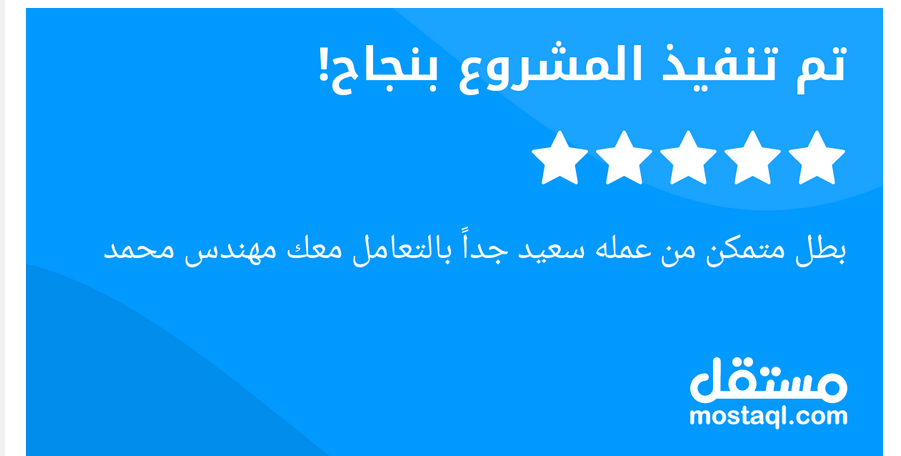 تم تنفيذ المشروع بنجاح!
بطل متمكن من عمله سعيد جداً بالتعامل معك مهندس محمد
مستقل
mostaql.com